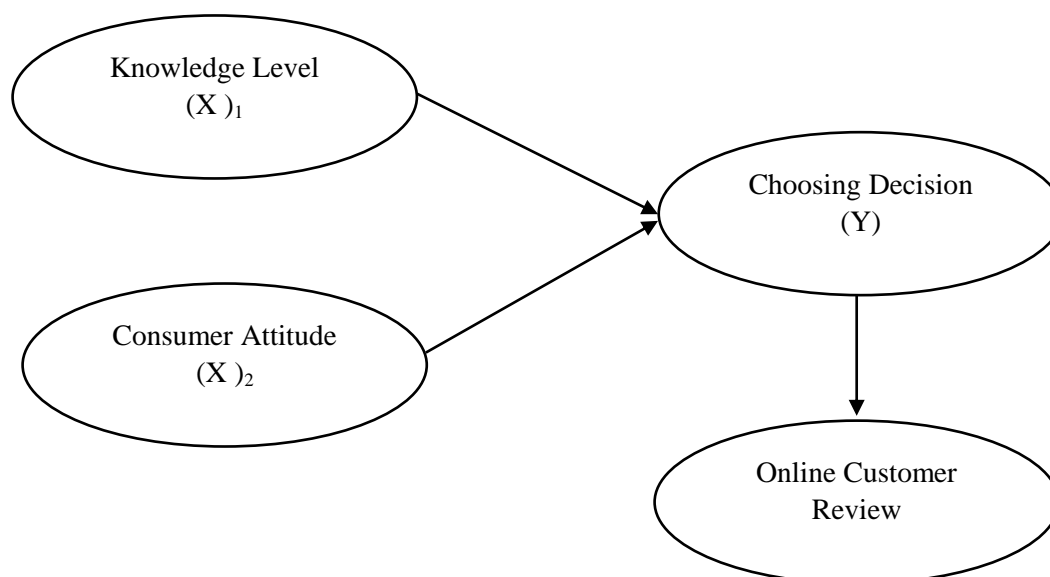 Knowledge Level
(X )₁
Choosing Decision
(Y)
Consumer Attitude
(X )₂
Online Customer
Review